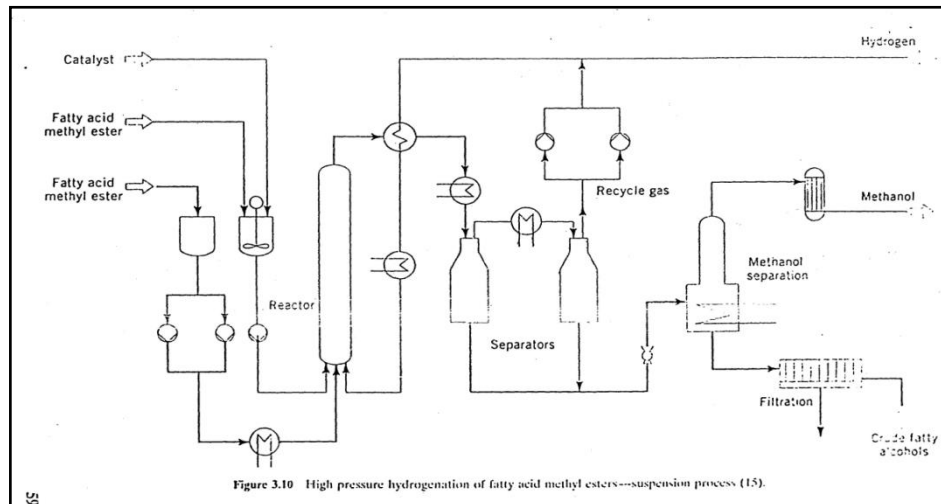 Hydrogen
Catalyst
Fatty acid
methyl ester
Fatty acid
methyl ester
Recycle gas
Methanol
Methanol
separation
Reactor
Separators
Filtration
Crude fatty
alcohols
Figure 3.10 High pressure hydrogenation of fatty acid methyl esters---suspension process (15).
59